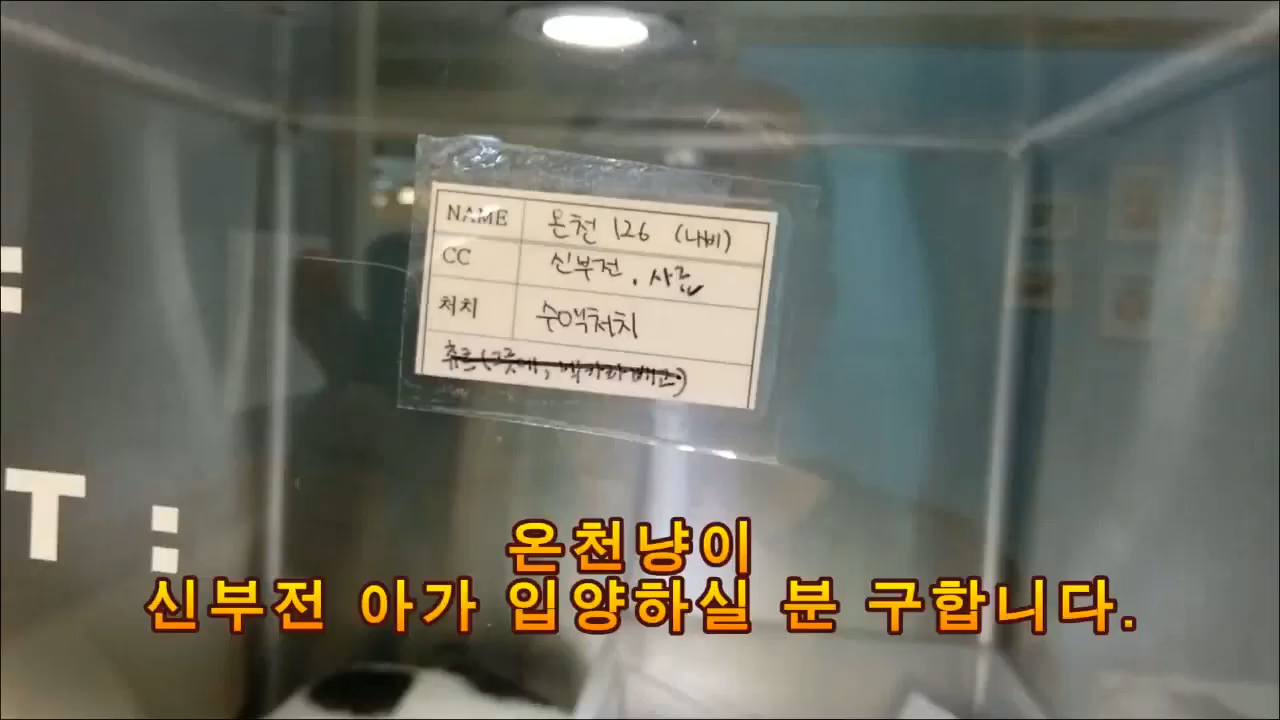 NAME 온천 126 (나비)
CC 신부전. 사료
처치 수액처치
T :
온천냥이
신부전 아가 입양하실 분 구합니다.